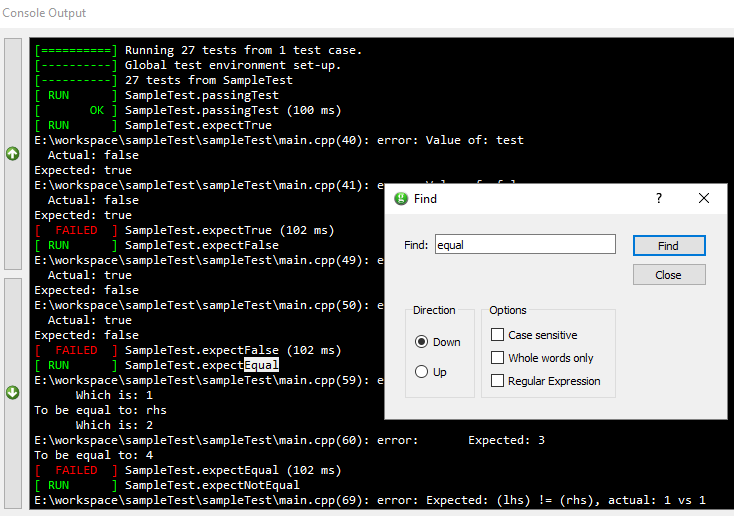 Console Output
[==========] Running 27 tests from 1 test case.
[----------] Global test environment set-up.
[----------] 27 tests from SampleTest
[ RUN      ] SampleTest.passingTest
[       OK ] SampleTest.passingTest (100 ms)
[ RUN      ] SampleTest.expectTrue
E:\workspace\sampleTest\sampleTest\main.cpp(40): error: Value of: test
  Actual: false
Expected: true
E:\workspace\sampleTest\sampleTest\main.cpp(41):
  Actual: false
Expected: true
[  FAILED  ] SampleTest.expectTrue (102 ms)
[ RUN      ] SampleTest.expectFalse
E:\workspace\sampleTest\sampleTest\main.cpp(49):
  Actual: true
Expected: false
E:\workspace\sampleTest\sampleTest\main.cpp(50):
  Actual: true
Expected: false
[  FAILED  ] SampleTest.expectFalse (102 ms)
[ RUN      ] SampleTest.expectEqual
E:\workspace\sampleTest\sampleTest\main.cpp(59):
      Which is: 1
To be equal to: rhs
      Which is: 2
E:\workspace\sampleTest\sampleTest\main.cpp(60): error:       Expected: 3
To be equal to: 4
[  FAILED  ] SampleTest.expectEqual (102 ms)
[ RUN      ] SampleTest.expectNotEqual
E:\workspace\sampleTest\sampleTest\main.cpp(69): error: Expected: (lhs) != (rhs), actual: 1 vs 1
Find
?
Find: equal
Find
Close
Direction
Down
Up
Options
Case sensitive
Whole words only
Regular Expression